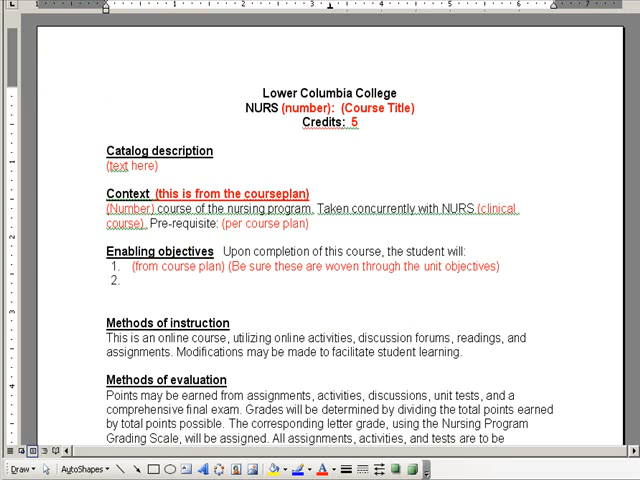 Lower Columbia College
NURS (number): (Course Title)
Credits: 5
Catalog description
(text here)
Context (this is from the courseplan)
(Number) course of the nursing program. Taken concurrently with NURS (clinical
course). Pre-requisite: (per course plan)
Enabling objectives Upon completion of this course, the student will:
1. (from course plan) (Be sure these are woven through the unit objectives)
2.
Methods of instruction
This is an online course, utilizing online activities, discussion forums, readings, and
assignments. Modifications may be made to facilitate student learning.
Methods of evaluation
Points may be earned from assignments, activities, discussions, unit tests, and a
comprehensive final exam. Grades will be determined by dividing the total points earned
by total points possible. The corresponding letter grade, using the Nursing Program
Grading Scale, will be assigned. All assignments, activities, and tests are to be
Draw AutoShapes